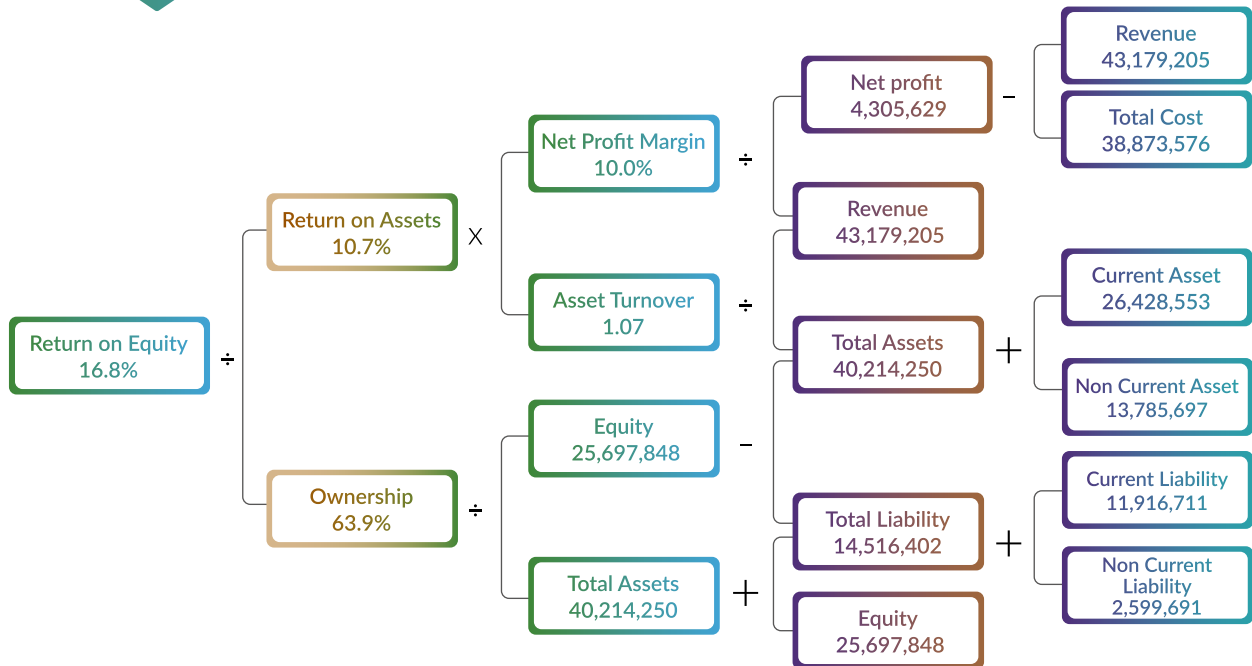 Return on Equity
16.8%
÷
Return on Assets
10.7%
X
Ownership
63.9%
÷
Net Profit Margin
10.0%
÷
Asset Turnover
1.07
÷
Equity
25,697,848
-
Total Assets
40,214,250
+
Net profit
4,305,629
-
Revenue
43,179,205
Total Assets
40,214,250
+
Total Liability
14,516,402
+
Equity
25,697,848
Revenue
43,179,205
Total Cost
38,873,576
Current Asset
26,428,553
Non Current Asset
13,785,697
Current Liability
11,916,711
Non Current
Liability
2,599,691